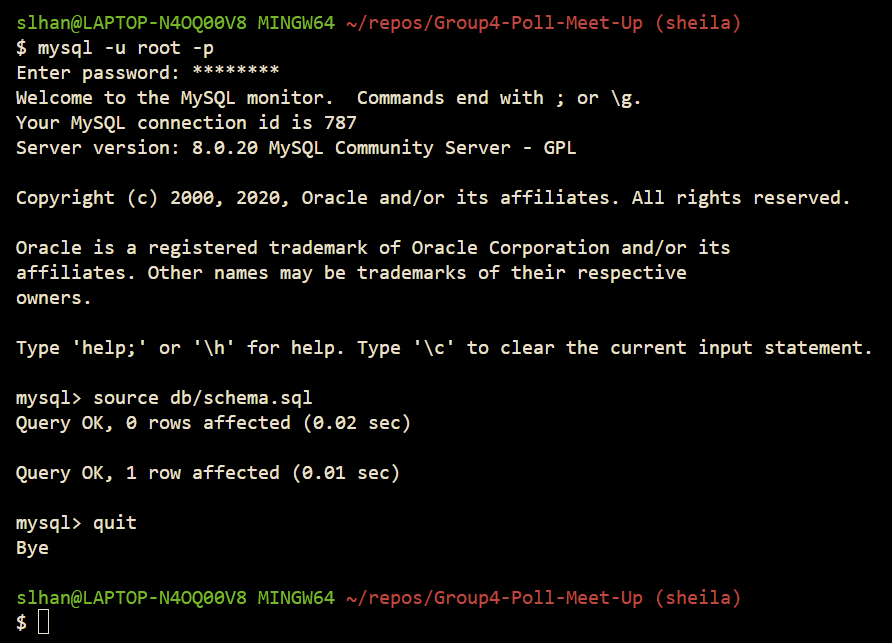 slhan@LAPTOP-N4OQ00V8 MINGW64 ~/repos/Group4-Poll-Meet-Up (sheila)
$ mysql -u root -p
Enter password: ********
Welcome to the MySQL monitor.  Commands end with ; or \g.
Your MySQL connection id is 787
Server version: 8.0.20 MySQL Community Server - GPL
Copyright (c) 2000, 2020, Oracle and/or its affiliates. All rights reserved.
Oracle is a registered trademark of Oracle Corporation and/or its
affiliates. Other names may be trademarks of their respective
owners.
Type 'help;' or '\h' for help. Type '\c' to clear the current input statement.
mysql> source db/schema.sql
Query OK, 0 rows affected (0.02 sec)
Query OK, 1 row affected (0.01 sec)
mysql> quit
Bye
slhan@LAPTOP-N4OQ00V8 MINGW64 ~/repos/Group4-Poll-Meet-Up (sheila)
$